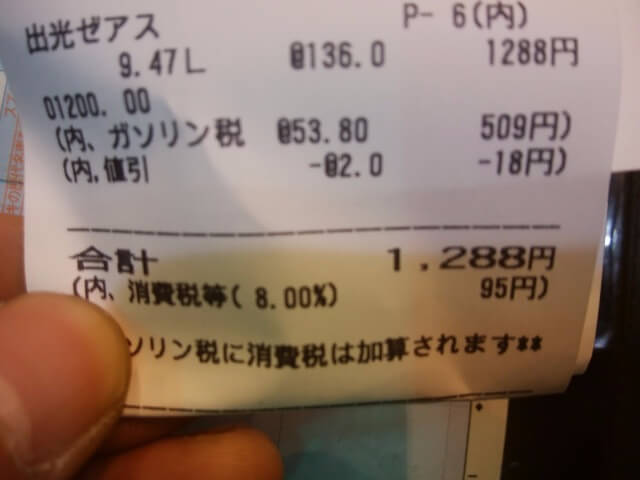 出光ゼアス P- 6(内)
9.47L @136.0 1288円
01200. 00
(内、ガソリン税 @53.80 509円)
(内,値引 -@2.0 -18円)
合計 1,288円
(内、消費税等( 8.00%) 95円)
ソリン税に消費税は加算されます**